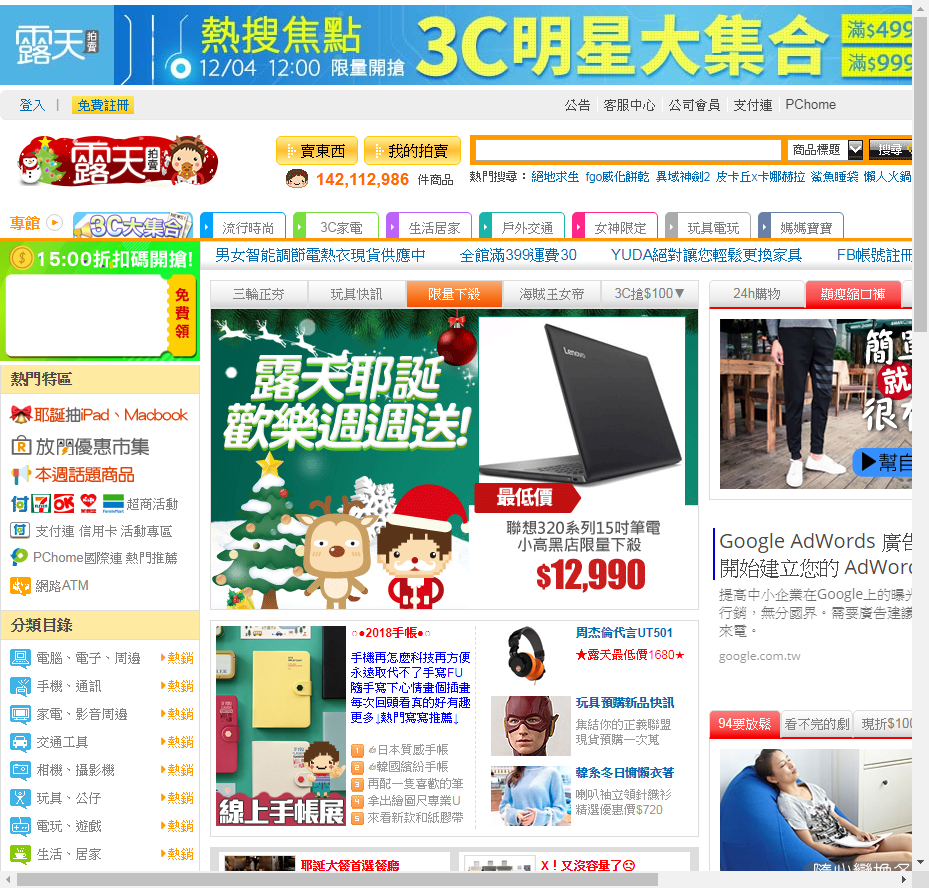 露天拍賣
熱搜焦點
12/04 12:00 限量開搶
3C明星大集合
滿$499
滿$999
登入 | 免費註冊
公告 客服中心 公司會員 支付連 PChome
露天拍賣
賣東西 我的拍賣
商品標題 搜尋
142,112,986 件商品
熱門搜尋：絕地求生 fgo威化餅乾 異域神劍2 皮卡丘x卡娜赫拉 鯊魚睡袋 懶人火鍋
專館 3C大集合 流行時尚 3C家電 生活居家 戶外交通 女神限定 玩具電玩 媽媽寶寶
15:00折扣碼開搶!
免費領
男女智能調節電熱衣現貨供應中 全館滿399運費30 YUDA絕對讓您輕鬆更換家具 FB帳號註冊
三輪正夯 玩具快訊 限量下殺 海賊王女帝 3C搶$100▼
24h購物 顯瘦縮口褲
熱門特區
耶誕抽iPad、Macbook
放閃優惠市集
本週話題商品
超商活動
支付連 信用卡 活動專區
PChome國際連 熱門推薦
網路ATM
露天耶誕
歡樂週週送!
Lenovo
最低價
聯想320系列15吋筆電
小高黑店限量下殺
$12,990
簡單
就
很
幫自
Google AdWords 廣告
開始建立您的 AdWord
提高中小企業在Google上的曝光
行銷，無分國界。需要廣告建議
來電。
google.com.tw
分類目錄
電腦、電子、周邊 熱銷
手機、通訊 熱銷
家電、影音周邊 熱銷
交通工具 熱銷
相機、攝影機 熱銷
玩具、公仔 熱銷
電玩、遊戲 熱銷
生活、居家 熱銷
線上手帳展
○●2018手帳●○
手機再怎麼科技再方便
永遠取代不了手寫FU
隨手寫下心情畫個插畫
每次回頭看真的好有趣
更多↓熱門寫寫推薦↓
1 日本質感手帳
2 韓國繽紛手帳
3 再配一隻喜歡的筆
4 拿出繪圖尺專業U
5 來看新款和紙膠帶
周杰倫代言UT501
★露天最低價1680★
玩具預購新品快訊
焦結你的正義聯盟
現貨預購一次蒐
韓系冬日慵懶衣著
喇叭袖立領針織衫
精選優惠價$720
94要放鬆 看不完的劇 現折$100
隨心變換多
耶誕大餐首選餐廳
X！又沒容量了